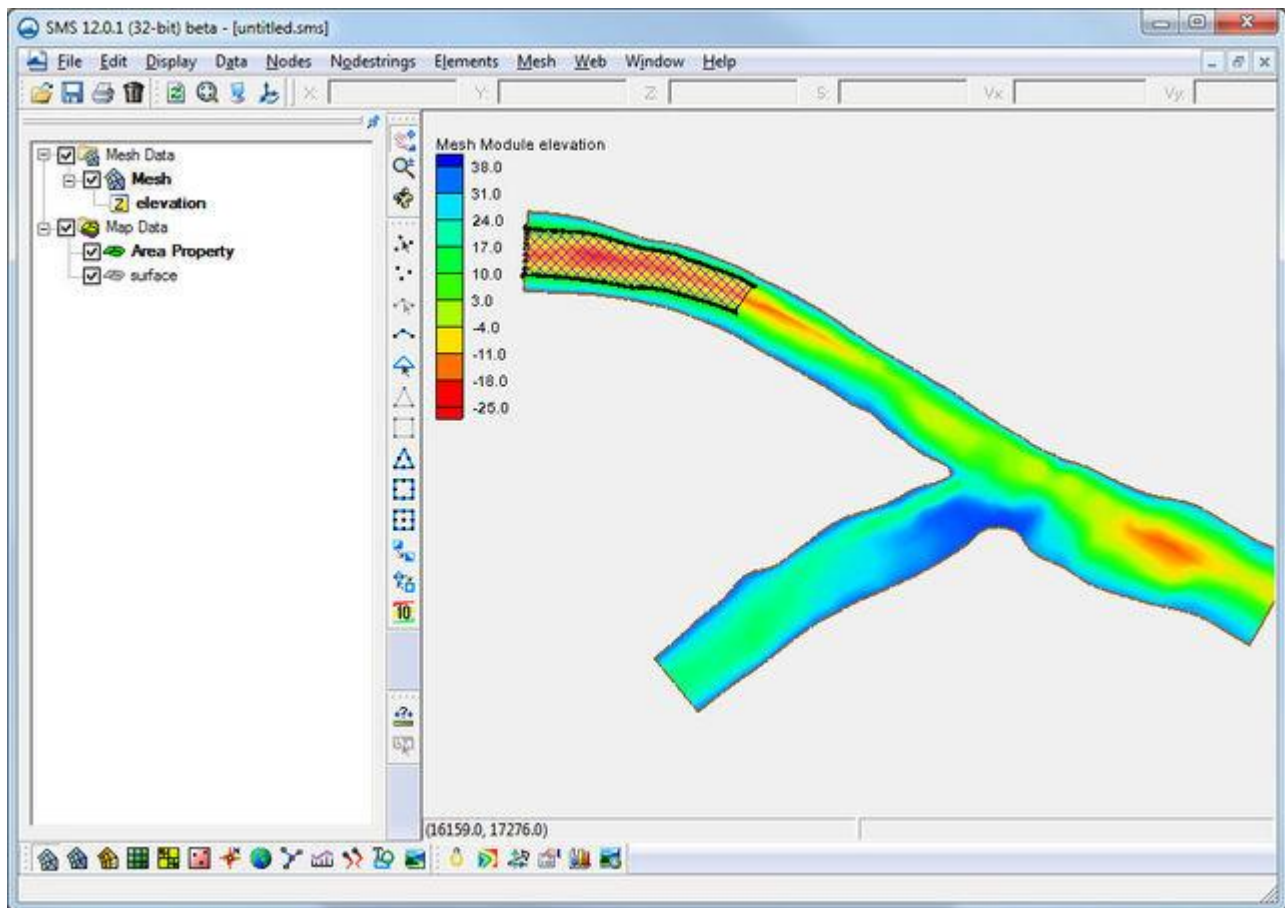 SMS 12.0.1 (32-bit) beta - [untitled.sms]
File Edit Display Data Nodes Nodestrings Elements Mesh Web Window Help
X: Y: Z: S: Vx: Vy:
Mesh Data
Mesh
Z elevation
Map Data
Area Property
surface
Mesh Module elevation
38.0
31.0
24.0
17.0
10.0
3.0
-4.0
-11.0
-18.0
-25.0
10
(16159.0, 17276.0)